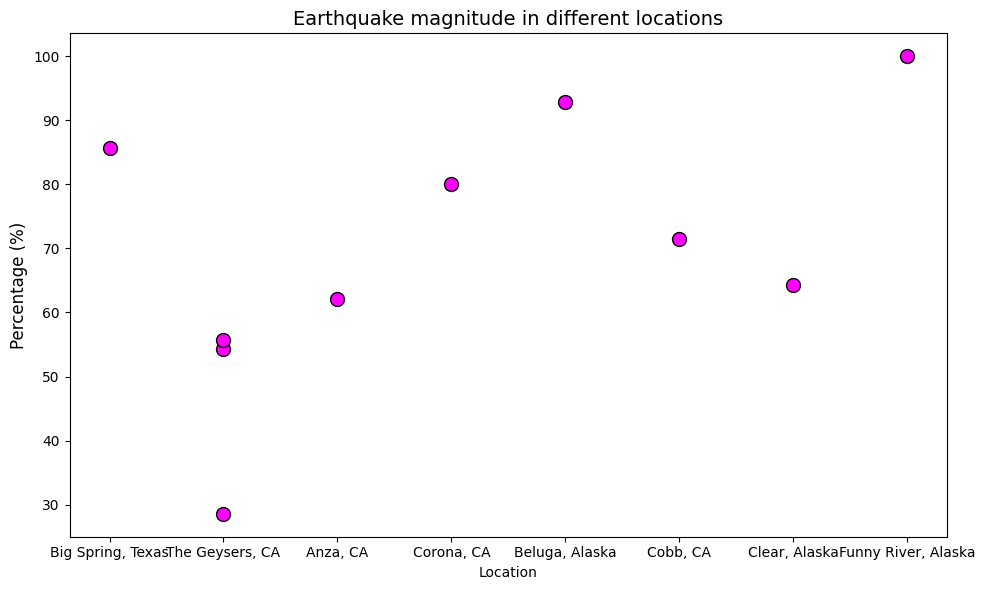 Earthquake magnitude in different locations
Percentage (%)
100
90
80
70
60
50
40
30
Big Spring, Texas The Geysers, CA Anza, CA Corona, CA Beluga, Alaska Cobb, CA Clear, Alaska Funny River, Alaska
Location